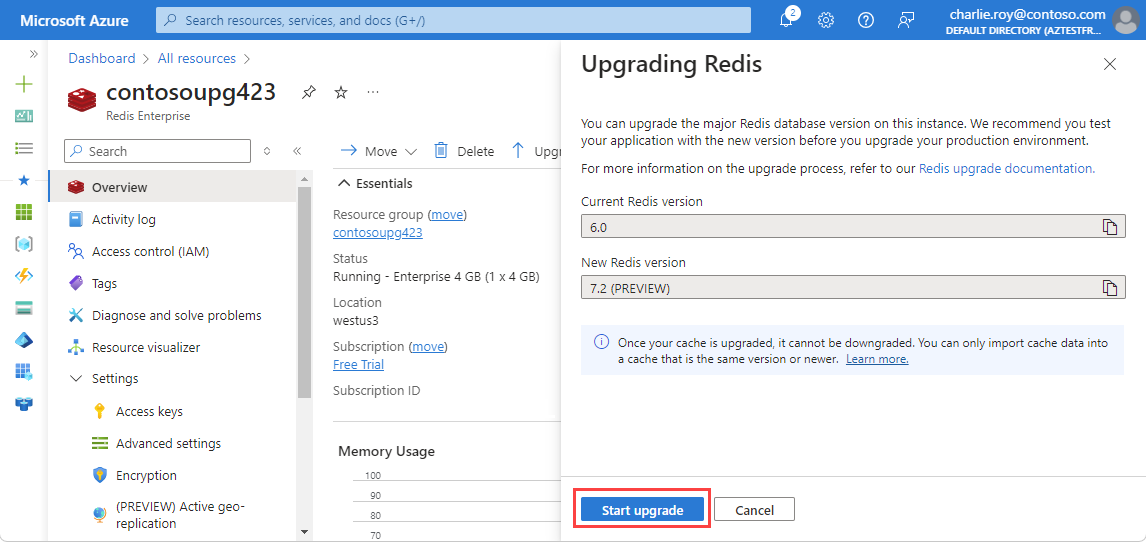 Microsoft Azure
Search resources, services, and docs (G+/)
2
charlie.roy@contoso.com
DEFAULT DIRECTORY (AZTESTFR...
Dashboard > All resources >
contosoupg423
Redis Enterprise
Search
Overview
Activity log
Access control (IAM)
Tags
Diagnose and solve problems
Resource visualizer
Settings
Access keys
Advanced settings
Encryption
(PREVIEW) Active geo-
replication
Move
Delete
Upgr
Essentials
Resource group (move)
contosoupg423
Status
Running - Enterprise 4 GB (1 x 4 GB)
Location
westus3
Subscription (move)
Free Trial
Subscription ID
Memory Usage
100
90
80
70
Upgrading Redis
You can upgrade the major Redis database version on this instance. We recommend you test
your application with the new version before you upgrade your production environment.
For more information on the upgrade process, refer to our Redis upgrade documentation.
Current Redis version
6.0
New Redis version
7.2 (PREVIEW)
Once your cache is upgraded, it cannot be downgraded. You can only import cache data into
a cache that is the same version or newer. Learn more.
Start upgrade
Cancel